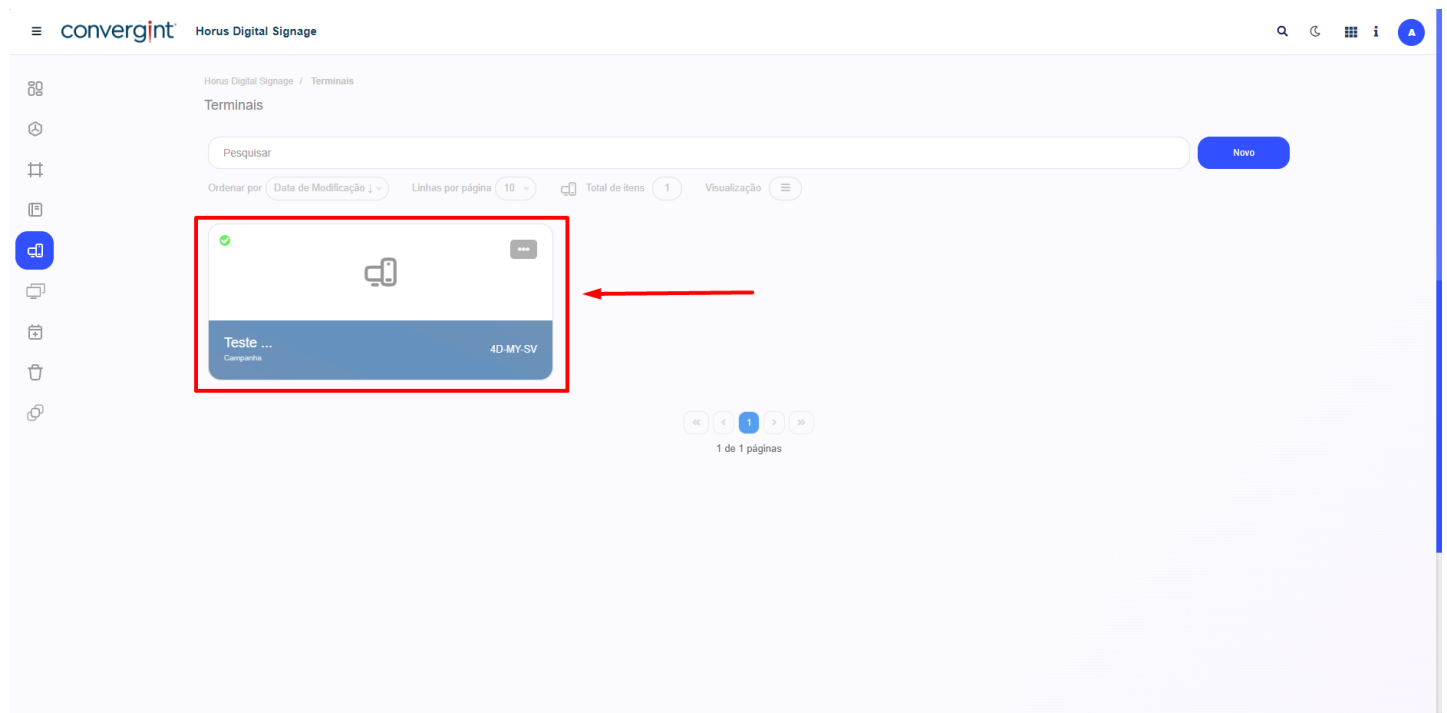 convergint Horus Digital Signage i A
Horus Digital Signage / Terminais
Terminais
Pesquisar Novo
Ordenar por Data de Modificação ↓ Linhas por página 10 Total de itens 1 Visualização
Teste ... 4D-MY-SV
Campanha
« ‹ 1 › »
1 de 1 páginas